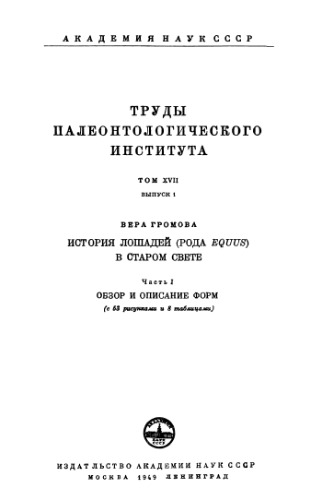 АКАДЕМИЯ НАУК СССР
ТРУДЫ
ПАЛЕОНТОЛОГИЧЕСКОГО
ИНСТИТУТА
ТОМ XVII
ВЫПУСК 1
ВЕРА ГРОМОВА
ИСТОРИЯ ЛОШАДЕЙ (РОДА EQUUS)
В СТАРОМ СВЕТЕ
Часть 1
ОБЗОР И ОПИСАНИЕ ФОРМ
(с 53 рисунками и 8 таблицами)
ИЗДАТЕЛЬСТВО АКАДЕМИИ НАУК СССР
МОСКВА 1949 ЛЕНИНГРАД